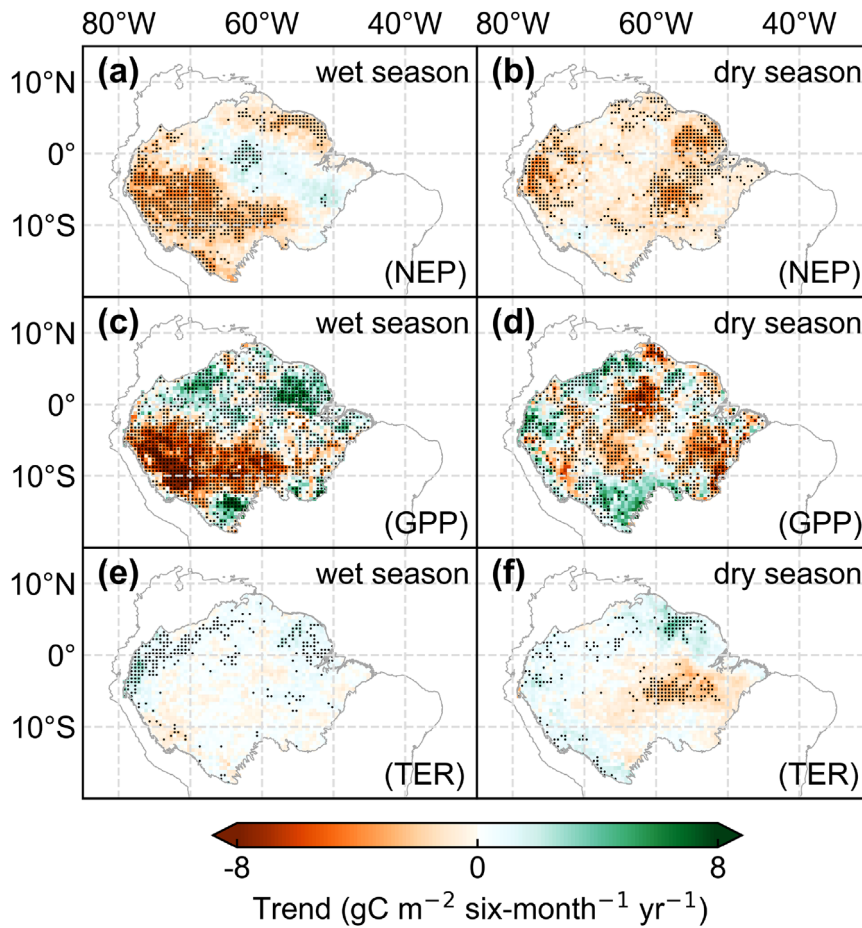 80°W 60°W 40°W 80°W 60°W 40°W
(a) wet season (b) dry season
10°N
0°
10°S
(NEP) (NEP)
(c) wet season (d) dry season
10°N
0°
10°S
(GPP) (GPP)
(e) wet season (f) dry season
10°N
0°
10°S
(TER) (TER)
-8 0 8
Trend (gC m⁻² six-month⁻¹ yr⁻¹)